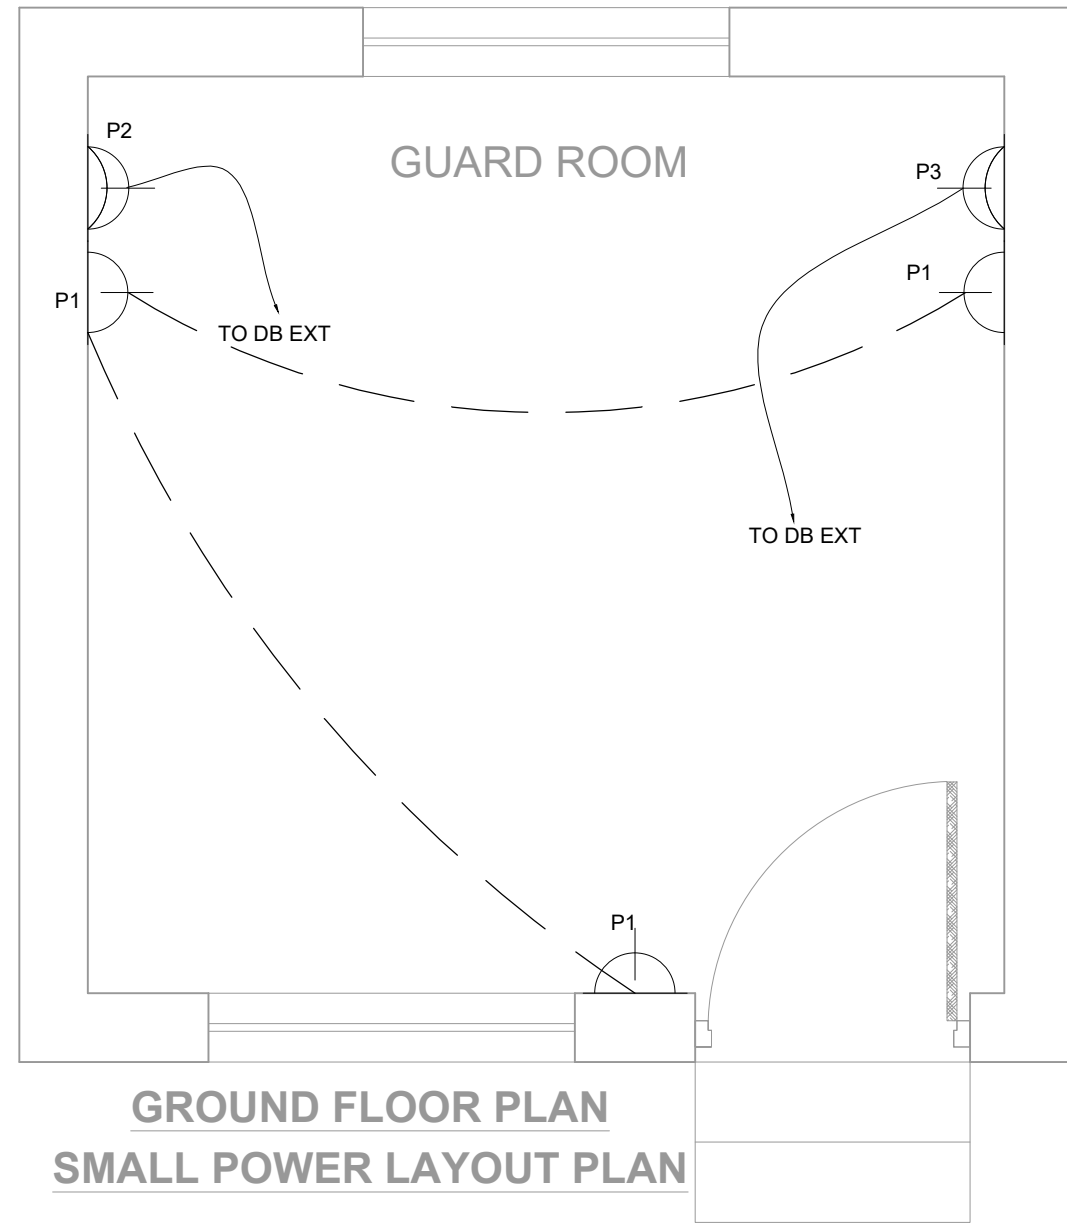 P2
GUARD ROOM
P3
P1
P1
TO DB EXT
TO DB EXT
P1
GROUND FLOOR PLAN
SMALL POWER LAYOUT PLAN